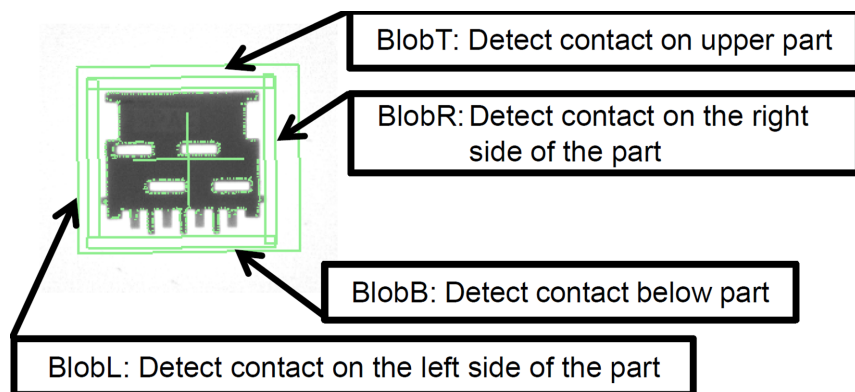 BlobT: Detect contact on upper part
BlobR: Detect contact on the right
side of the part
BlobB: Detect contact below part
BlobL: Detect contact on the left side of the part